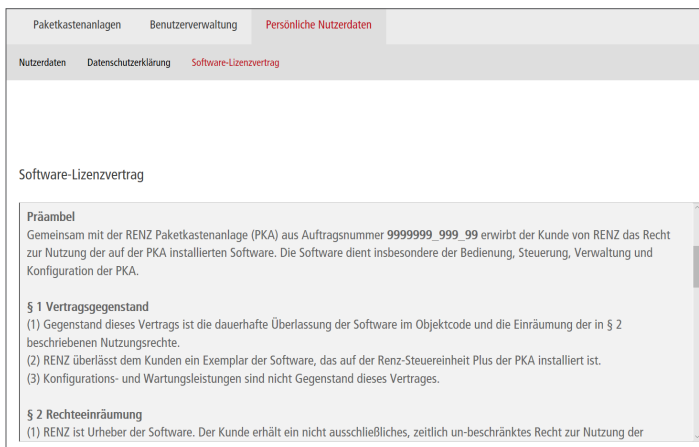 Paketkastenanlagen Benutzerverwaltung Persönliche Nutzerdaten
Nutzerdaten Datenschutzerklärung Software-Lizenzvertrag
Software-Lizenzvertrag
Präambel
Gemeinsam mit der RENZ Paketkastenanlage (PKA) aus Auftragsnummer 9999999_999_99 erwirbt der Kunde von RENZ das Recht
zur Nutzung der auf der PKA installierten Software. Die Software dient insbesondere der Bedienung, Steuerung, Verwaltung und
Konfiguration der PKA.
§ 1 Vertragsgegenstand
(1) Gegenstand dieses Vertrags ist die dauerhafte Überlassung der Software im Objektcode und die Einräumung der in § 2
beschriebenen Nutzungsrechte.
(2) RENZ überlässt dem Kunden ein Exemplar der Software, das auf der Renz-Steuereinheit Plus der PKA installiert ist.
(3) Konfigurations- und Wartungsleistungen sind nicht Gegenstand dieses Vertrages.
§ 2 Rechteeinräumung
(1) RENZ ist Urheber der Software. Der Kunde erhält ein nicht ausschließliches, zeitlich un-beschränktes Recht zur Nutzung der